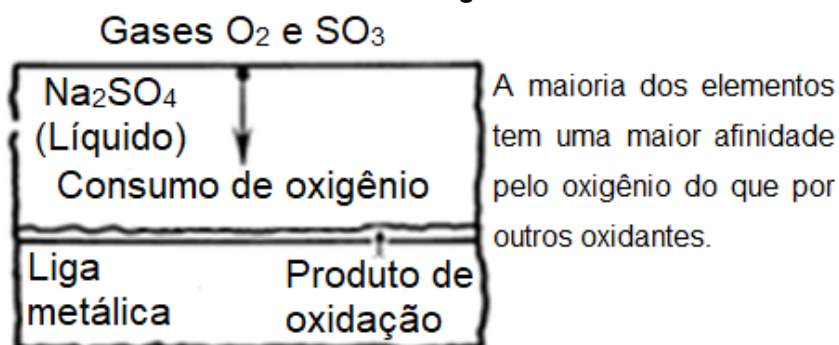 Gases O₂ e SO₃
Na₂SO₄
(Líquido)
Consumo de oxigênio
Liga
metálica
Produto de
oxidação
A maioria dos elementos
tem uma maior afinidade
pelo oxigênio do que por
outros oxidantes.